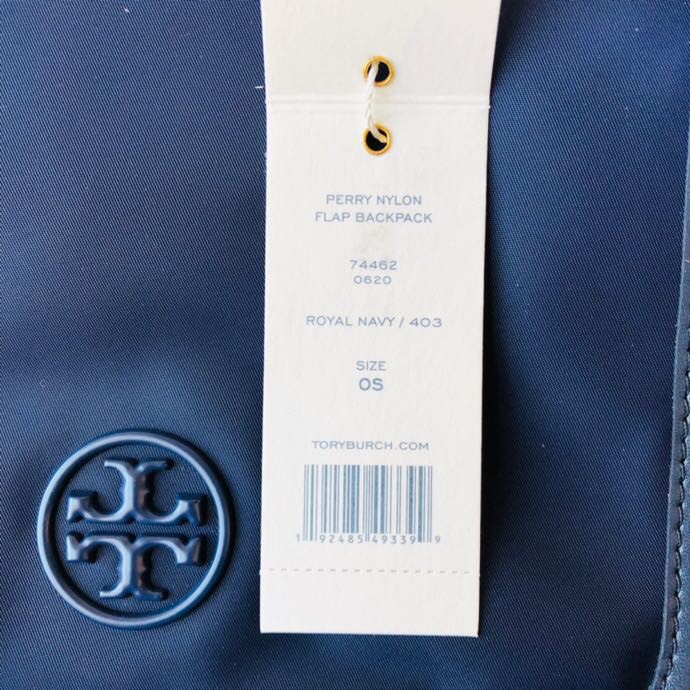 PERRY NYLON
FLAP BACKPACK
74462
0620
ROYAL NAVY / 403
SIZE
OS
TORYBURCH.COM
1 92485 49339 9